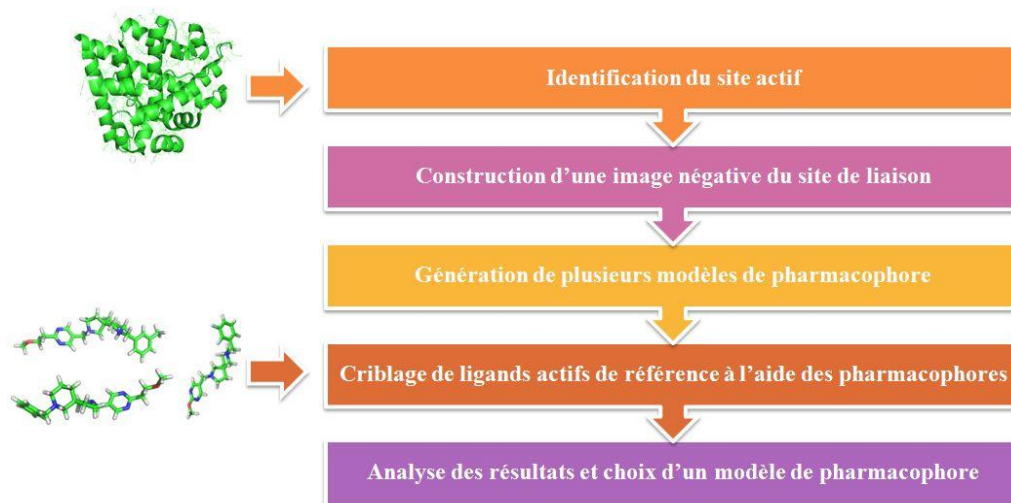 Identification du site actif
Construction d’une image négative du site de liaison
Génération de plusieurs modèles de pharmacophore
Criblage de ligands actifs de référence à l’aide des pharmacophores
Analyse des résultats et choix d’un modèle de pharmacophore